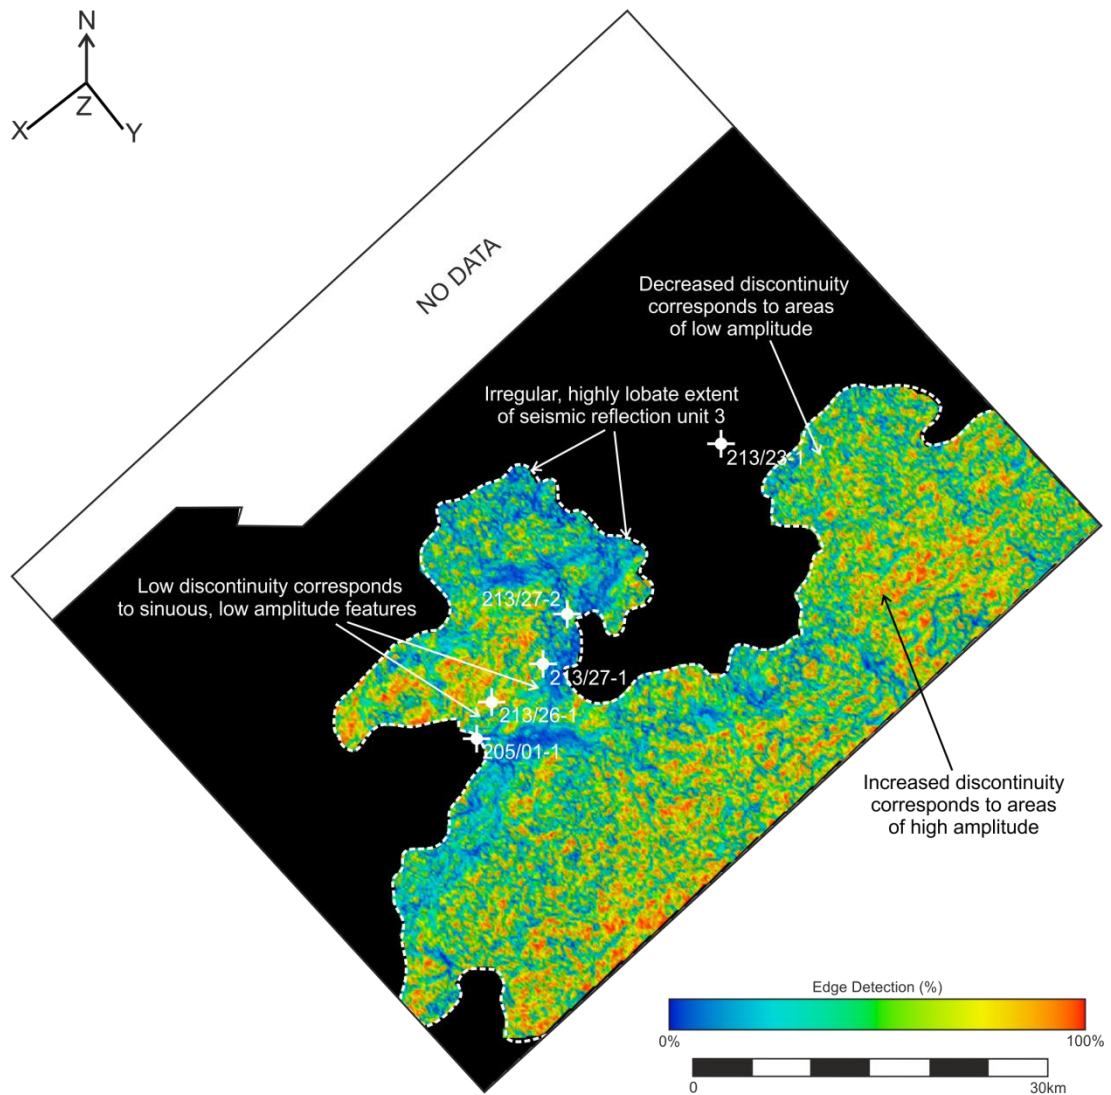 N
Z
X
Y
NO DATA
Decreased discontinuity
corresponds to areas
of low amplitude
Irregular, highly lobate extent
of seismic reflection unit 3
213/23-1
Low discontinuity corresponds
to sinuous, low amplitude features
213/27-2
213/27-1
213/26-1
205/01-1
Increased discontinuity
corresponds to areas
of high amplitude
Edge Detection (%)
0%
100%
0
30km